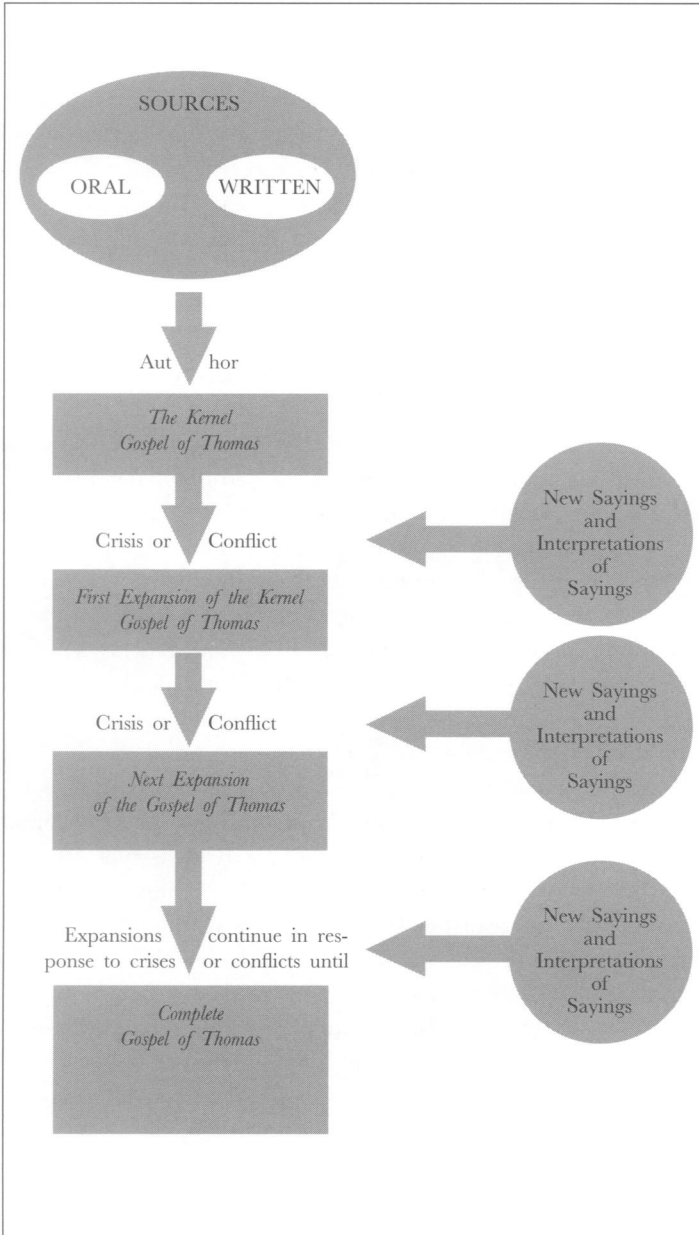 SOURCES
ORAL
WRITTEN
Aut hor
The Kernel
Gospel of Thomas
Crisis or Conflict
New Sayings
and
Interpretations
of
Sayings
First Expansion of the Kernel
Gospel of Thomas
Crisis or Conflict
New Sayings
and
Interpretations
of
Sayings
Next Expansion
of the Gospel of Thomas
Expansions continue in res-
ponse to crises or conflicts until
New Sayings
and
Interpretations
of
Sayings
Complete
Gospel of Thomas